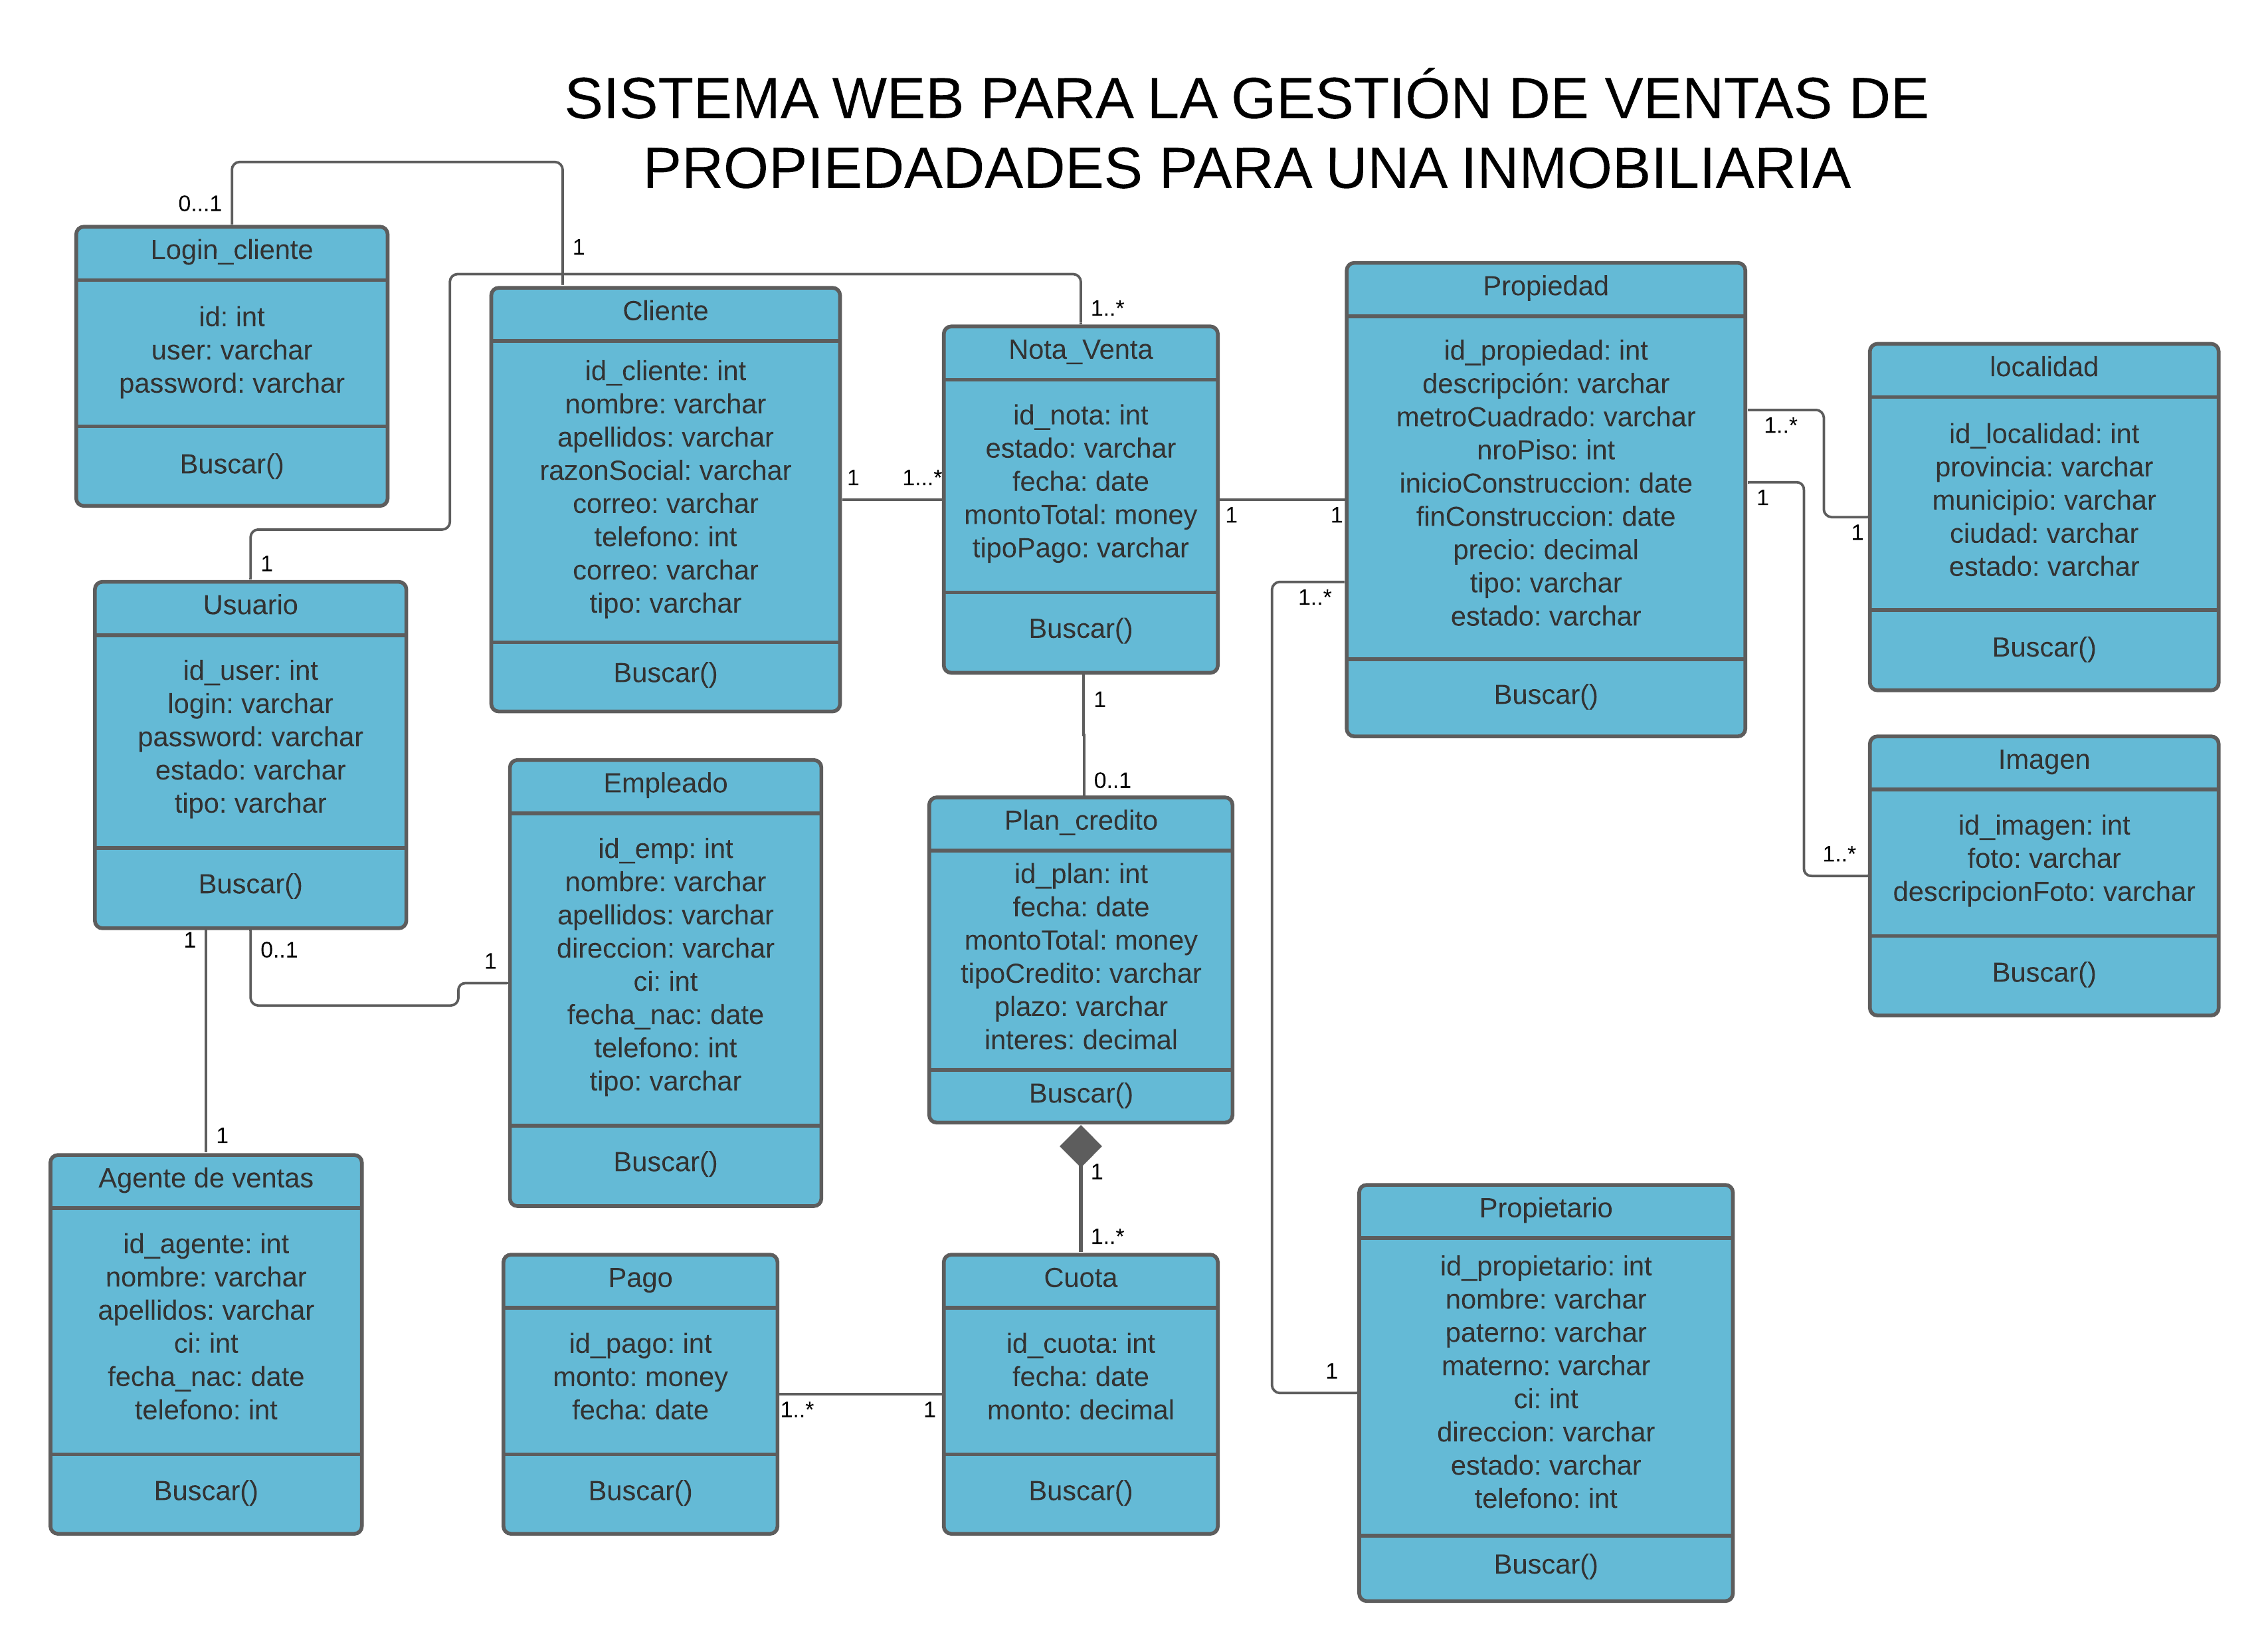 SISTEMA WEB PARA LA GESTIÓN DE VENTAS DE
PROPIEDADADES PARA UNA INMOBILIARIA
0...1
1
Login_cliente
id: int
user: varchar
password: varchar
Buscar()
Cliente
id_cliente: int
nombre: varchar
apellidos: varchar
razonSocial: varchar
correo: varchar
telefono: int
correo: varchar
tipo: varchar
Buscar()
1
1...*
1..*
Nota_Venta
id_nota: int
estado: varchar
fecha: date
montoTotal: money
tipoPago: varchar
Buscar()
1
1
Propiedad
id_propiedad: int
descripción: varchar
metroCuadrado: varchar
nroPiso: int
inicioConstruccion: date
finConstruccion: date
precio: decimal
tipo: varchar
estado: varchar
Buscar()
1..*
1
1..*
1
localidad
id_localidad: int
provincia: varchar
municipio: varchar
ciudad: varchar
estado: varchar
Buscar()
1
Usuario
id_user: int
login: varchar
password: varchar
estado: varchar
tipo: varchar
Buscar()
1
0..1
1
Empleado
id_emp: int
nombre: varchar
apellidos: varchar
direccion: varchar
ci: int
fecha_nac: date
telefono: int
tipo: varchar
Buscar()
1
0..1
Plan_credito
id_plan: int
fecha: date
montoTotal: money
tipoCredito: varchar
plazo: varchar
interes: decimal
Buscar()
1
1..*
1..*
Imagen
id_imagen: int
foto: varchar
descripcionFoto: varchar
Buscar()
1
Agente de ventas
id_agente: int
nombre: varchar
apellidos: varchar
ci: int
fecha_nac: date
telefono: int
Buscar()
Pago
id_pago: int
monto: money
fecha: date
Buscar()
1..*
1
Cuota
id_cuota: int
fecha: date
monto: decimal
Buscar()
1
Propietario
id_propietario: int
nombre: varchar
paterno: varchar
materno: varchar
ci: int
direccion: varchar
estado: varchar
telefono: int
Buscar()